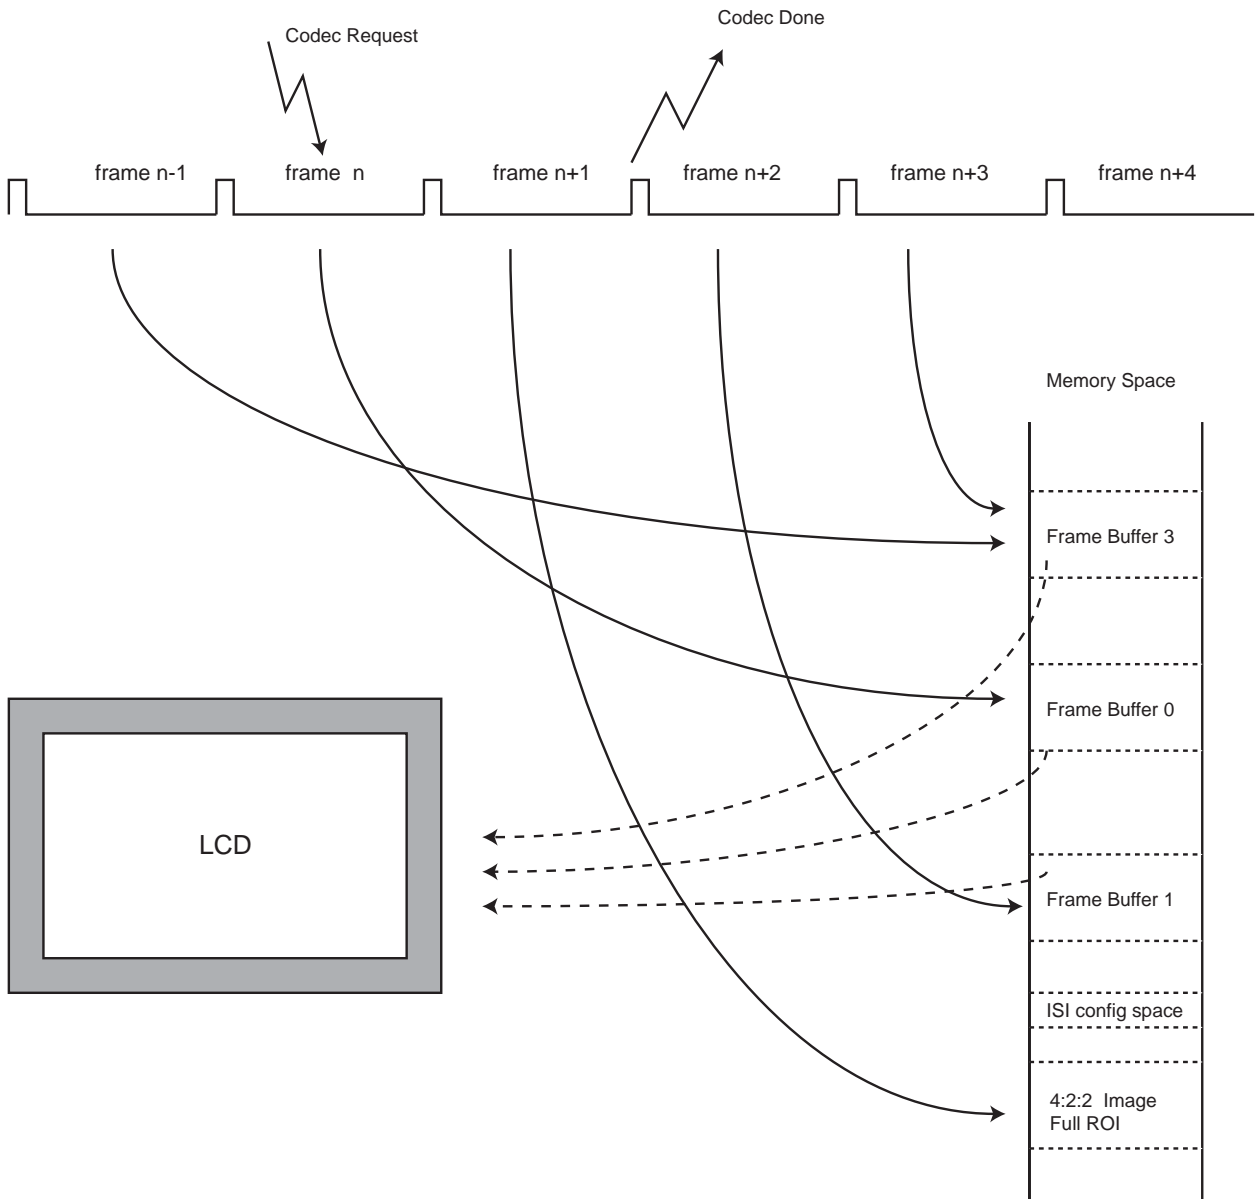 Codec Done
Codec Request
frame n-1
frame n
frame n+1
frame n+2
frame n+3
frame n+4
Memory Space
Frame Buffer 3
Frame Buffer 0
LCD
Frame Buffer 1
ISI config space
4:2:2 Image
Full ROI